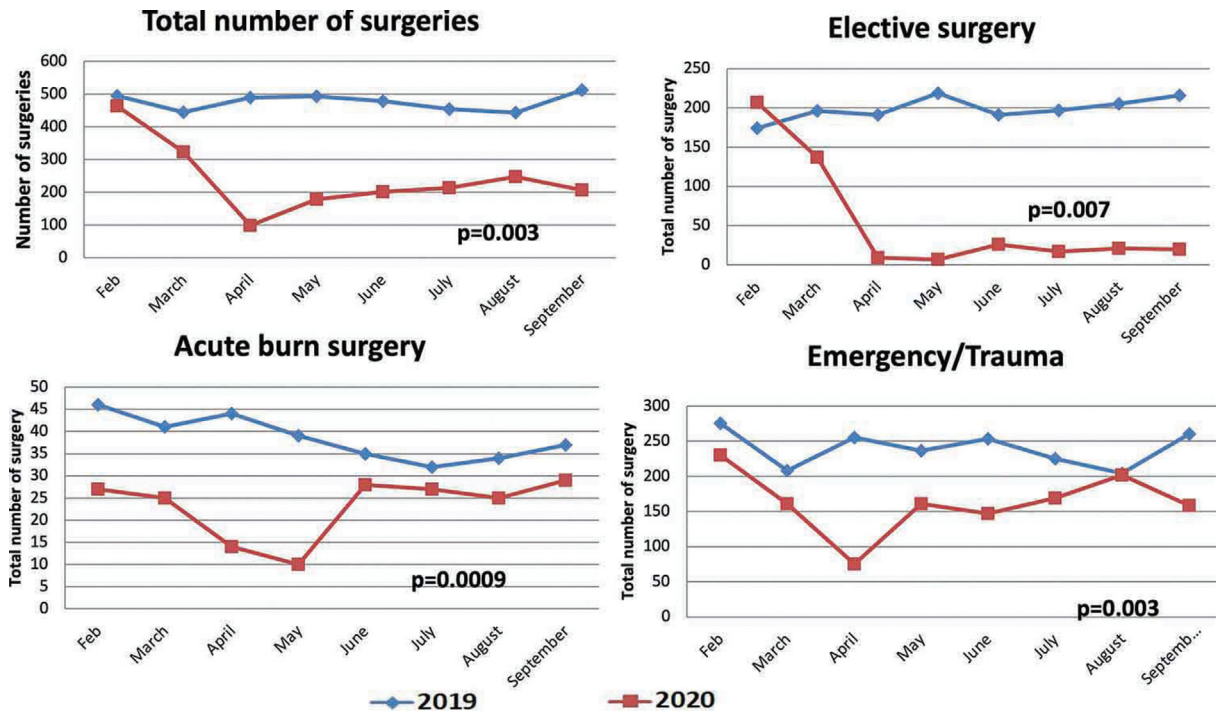 Total number of surgeries
Number of surgeries
600
500
400
300
200
100
0
p=0.003
Feb
March
April
May
June
July
August
September
Elective surgery
Total number of surgery
250
200
150
100
50
0
p=0.007
Feb
March
April
May
June
July
August
September
Acute burn surgery
Total number of surgery
50
45
40
35
30
25
20
15
10
5
0
p=0.0009
Feb
March
April
May
June
July
August
September
Emergency/Trauma
Total number of surgery
300
250
200
150
100
50
0
p=0.003
Feb
March
April
May
June
July
August
Septemb...
2019
2020